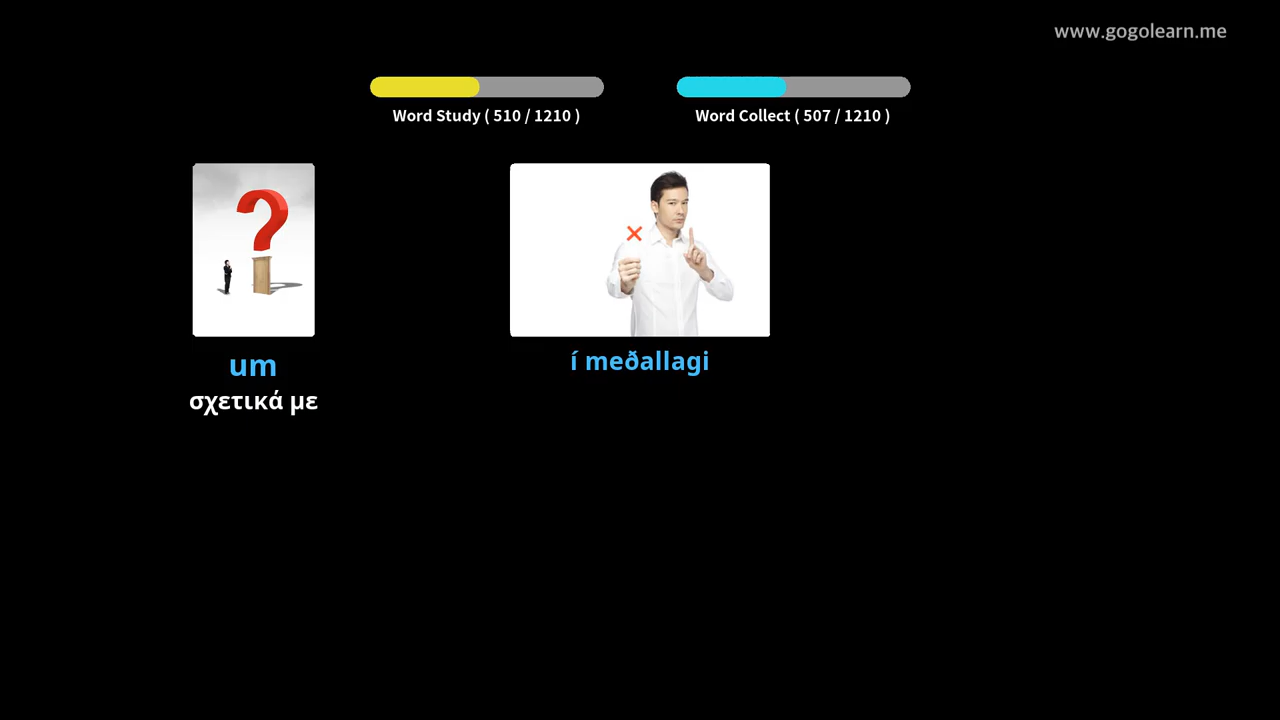 www.gogolearn.me
Word Study ( 510 / 1210 )
Word Collect ( 507 / 1210 )
um
σχετικά με
í meðallagi